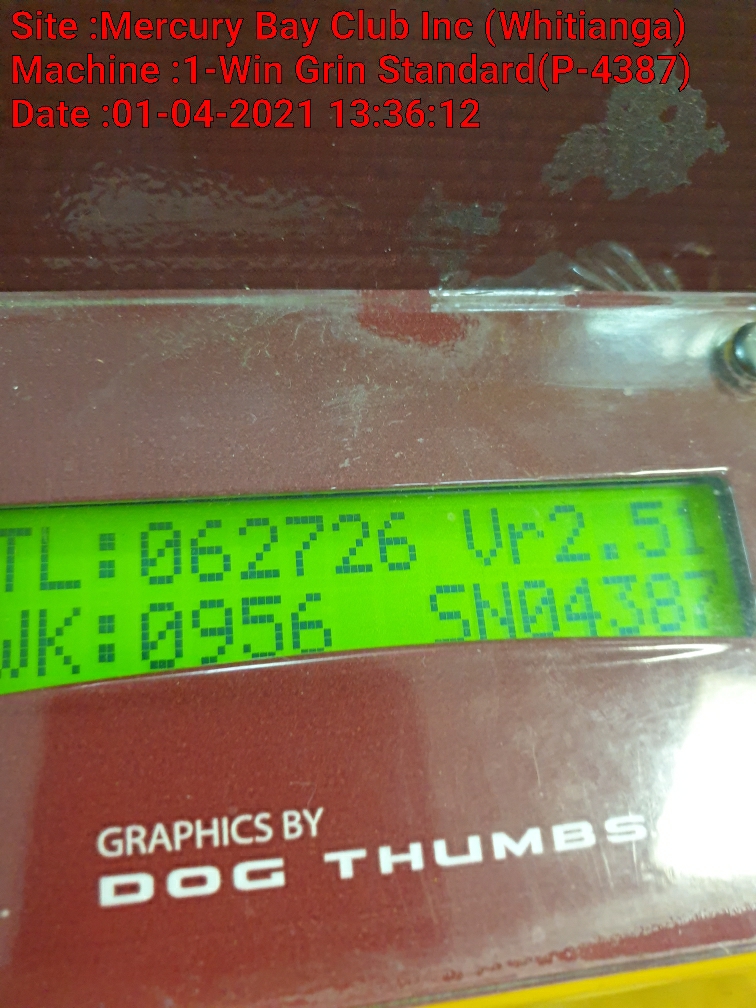 Site :Mercury Bay Club Inc (Whitianga)
Machine :1-Win Grin Standard(P-4387)
Date :01-04-2021 13:36:12
TL:062726 Vr2.51
WK:0956 SN04387
GRAPHICS BY
DOG THUMBS